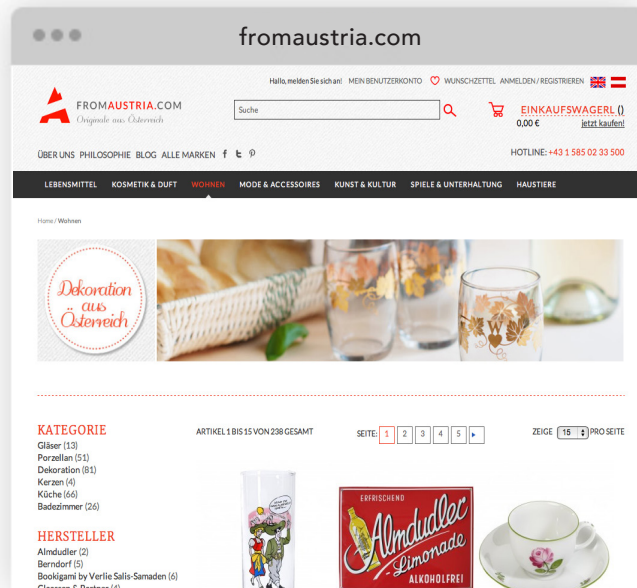 fromaustria.com
Hallo, melden Sie sich an! MEIN BENUTZERKONTO WUNSCHZETTEL ANMELDEN / REGISTRIEREN
FROMAUSTRIA.COM
Originale aus Österreich
Suche
EINKAUFSWAGERL ()
0,00 € jetzt kaufen!
ÜBER UNS PHILOSOPHIE BLOG ALLE MARKEN
HOTLINE: +43 1 585 02 33 500
LEBENSMITTEL KOSMETIK & DUFT WOHNEN MODE & ACCESSOIRES KUNST & KULTUR SPIELE & UNTERHALTUNG HAUSTIERE
Home / Wohnen
Dekoration
aus
Österreich
W
KATEGORIE
Gläser (13)
Porzellan (51)
Dekoration (81)
Kerzen (4)
Küche (66)
Badezimmer (26)
HERSTELLER
Almdudler (2)
Berndorf (5)
Bookigami by Verlie Salis-Samaden (6)
ARTIKEL 1 BIS 15 VON 238 GESAMT
SEITE: 1 2 3 4 5
ZEIGE 15 PRO SEITE
ERFRISCHEND
Almdudler
Limonade
ALKOHOLFREI